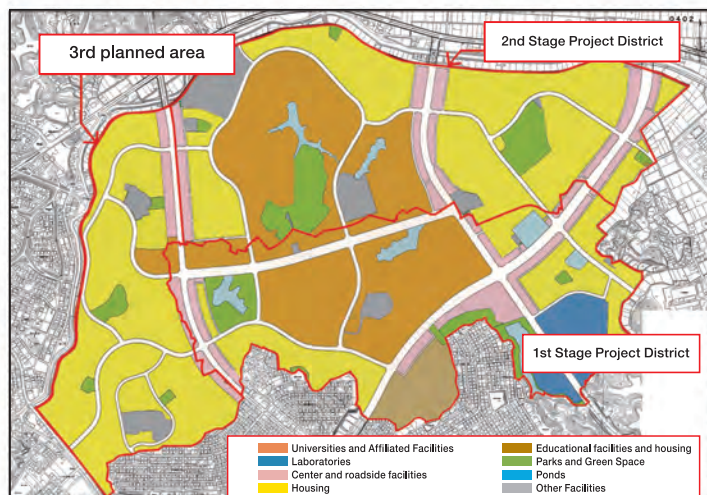 0402
3rd planned area
2nd Stage Project District
1st Stage Project District
Universities and Affiliated Facilities
Laboratories
Center and roadside facilities
Housing
Educational facilities and housing
Parks and Green Space
Ponds
Other Facilities